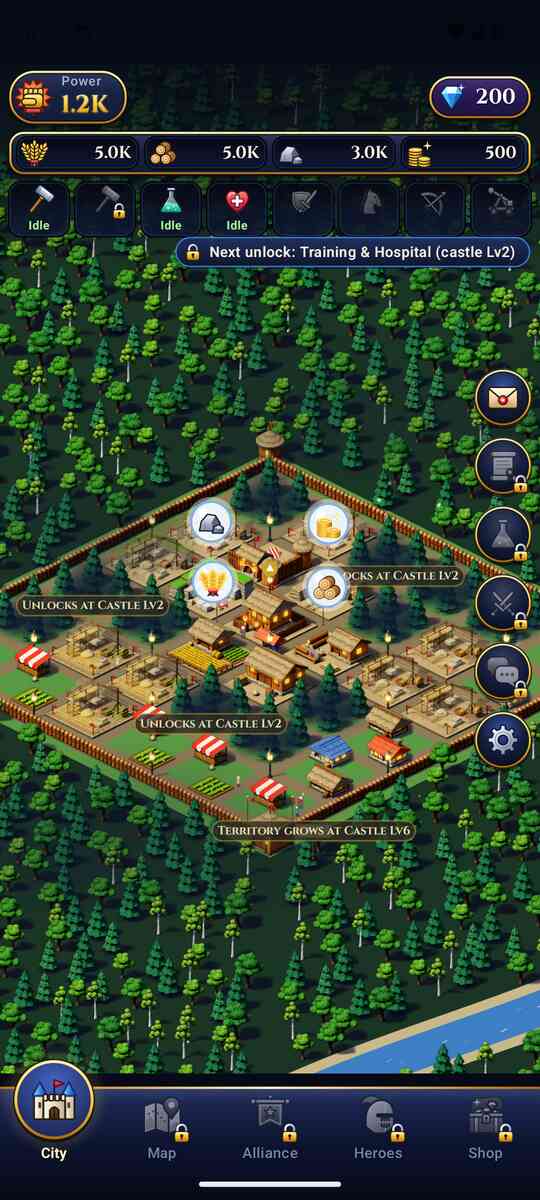 Power
1.2K
200
5.0K
5.0K
3.0K
500
Idle
Idle
Idle
Next unlock: Training & Hospital (castle Lv2)
OCKS AT CASTLE LV2
UNLOCKS AT CASTLE LV2
UNLOCKS AT CASTLE LV2
TERRITORY GROWS AT CASTLE LV6
City
Map
Alliance
Heroes
Shop